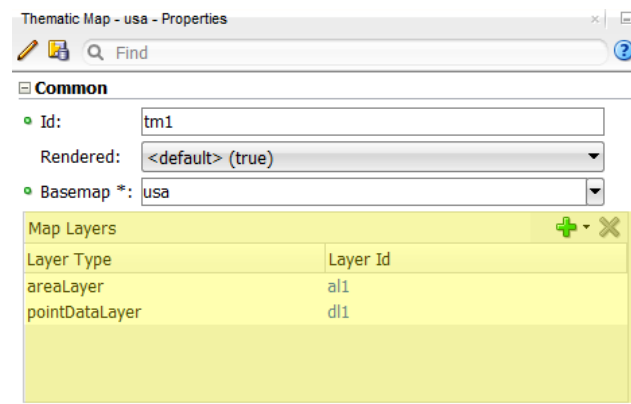 Thematic Map - usa - Properties
Find
Common
Id: tm1
Rendered: <default> (true)
Basemap *: usa
Map Layers
Layer Type Layer Id
areaLayer al1
pointDataLayer dl1